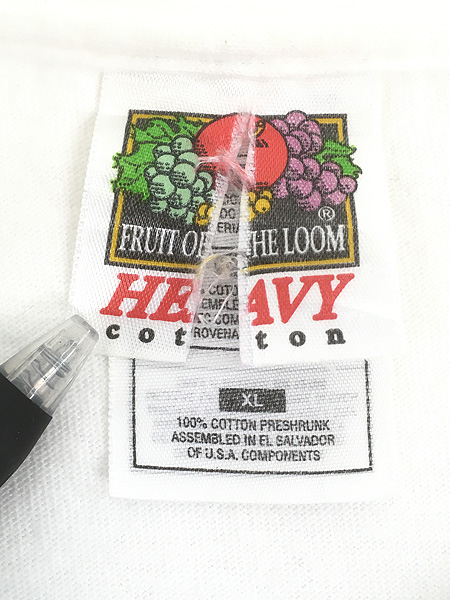 FRUIT OF THE LOOM ®
HEAVY
cotton
XL
100% COTTON PRESHRUNK
ASSEMBLED IN EL SALVADOR
OF U.S.A. COMPONENTS